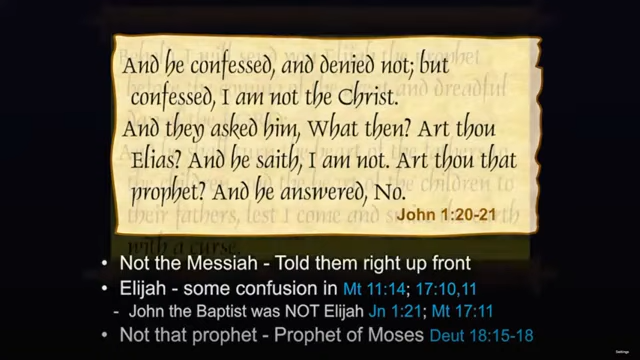 And he confessed, and denied not; but
confessed, I am not the Christ.
And they asked him, What then? Art thou
Elias? And he saith, I am not. Art thou that
prophet? And he answered, No.
John 1:20-21
with a curse.
• Not the Messiah - Told them right up front
• Elijah - some confusion in Mt 11:14; 17:10,11
- John the Baptist was NOT Elijah Jn 1:21; Mt 17:11
• Not that prophet - Prophet of Moses Deut 18:15-18